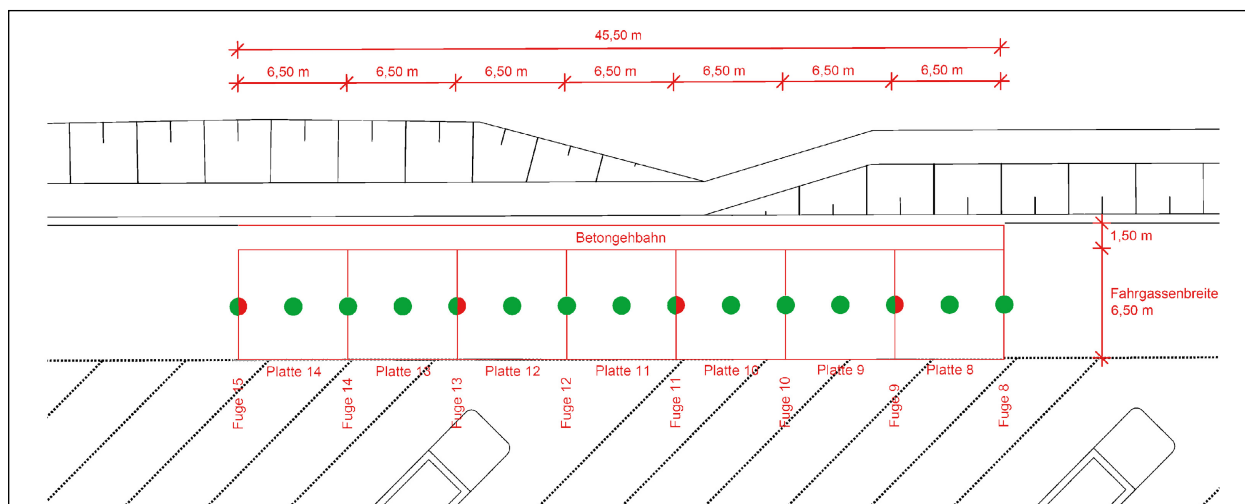 45,50 m
6,50 m
6,50 m
6,50 m
6,50 m
6,50 m
6,50 m
6,50 m
Betongehbahn
1,50 m
Fahrgassenbreite
6,50 m
Platte 14
Platte 13
Platte 12
Platte 11
Platte 10
Platte 9
Platte 8
Fuge 15
Fuge 14
Fuge 13
Fuge 12
Fuge 11
Fuge 10
Fuge 9
Fuge 8